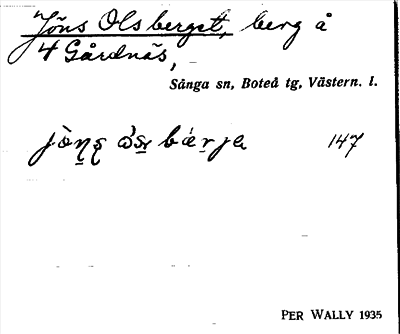 Jöns Olsberget, berg å
4 Gårdnäs,
Sånga sn, Boteå tg, Västern. l.
147
PER WALLY 1935